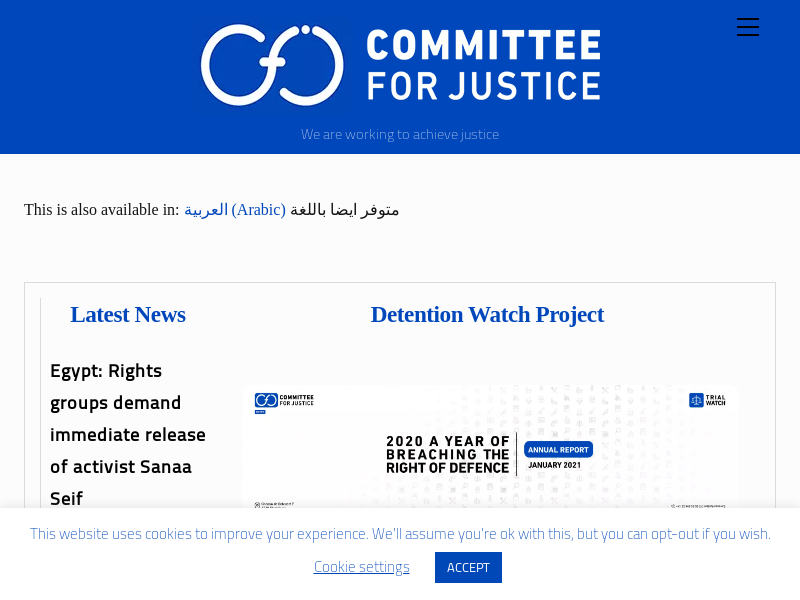 COMMITTEE
FOR JUSTICE
We are working to achieve justice
This is also available in: العربية (Arabic) متوفر ايضا باللغة
Latest News
Detention Watch Project
Egypt: Rights
groups demand
immediate release
of activist Sanaa
Seif
COMMITTEE
FOR JUSTICE
TRIAL
WATCH
2020 A YEAR OF
BREACHING THE
RIGHT OF DEFENCE
ANNUAL REPORT
JANUARY 2021
This website uses cookies to improve your experience. We'll assume you're ok with this, but you can opt-out if you wish.
Cookie settings
ACCEPT